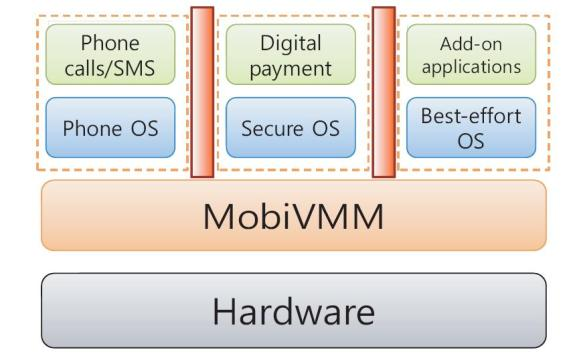 Phone
calls/SMS
Digital
payment
Add-on
applications
Phone OS
Secure OS
Best-effort
OS
MobiVMM
Hardware